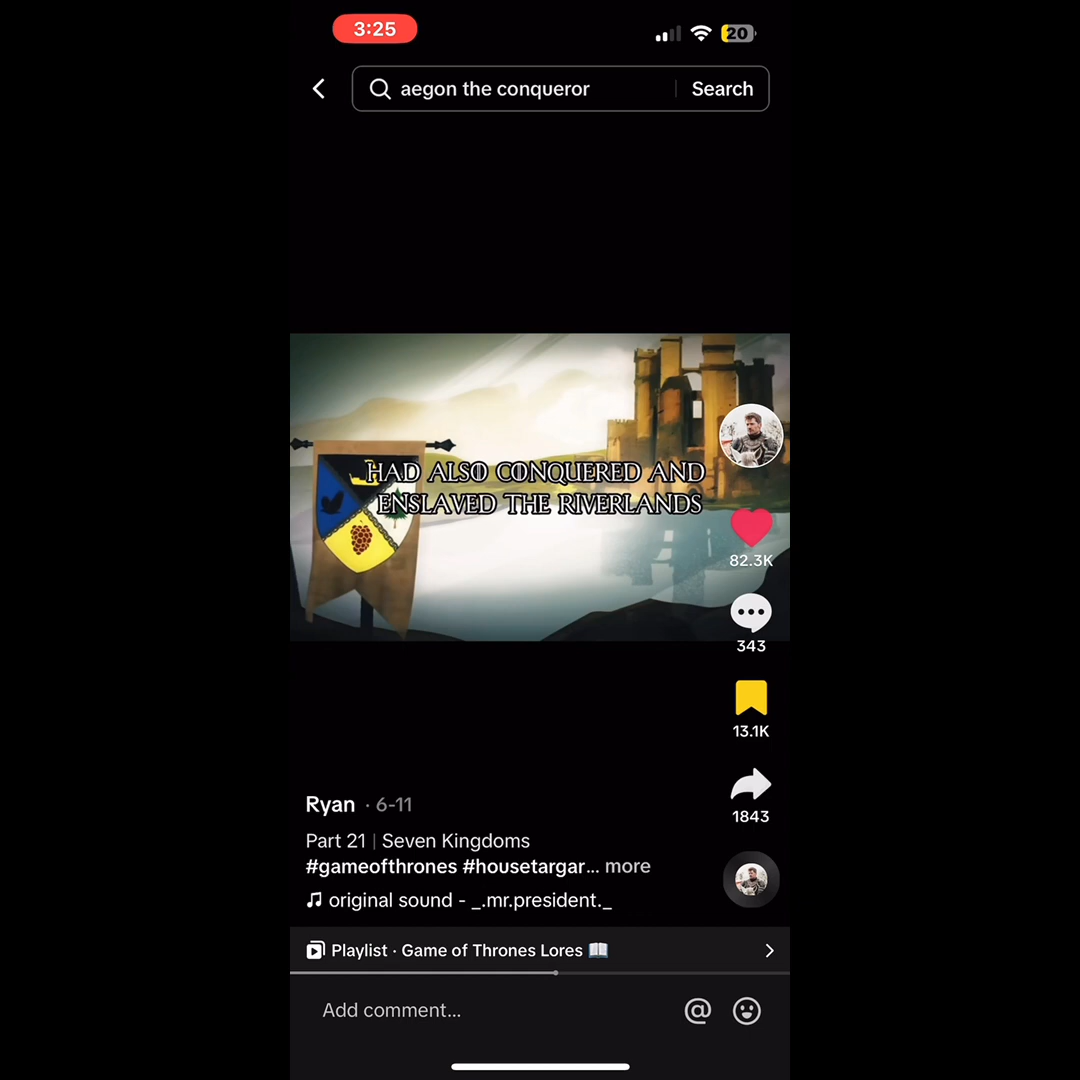 3:25
20
aegon the conqueror
Search
HAD ALSO CONQUERED AND
ENSLAVED THE RIVERLANDS
82.3K
343
13.1K
1843
Ryan · 6-11
Part 21 | Seven Kingdoms
#gameofthrones #housetargar... more
original sound - _.mr.president._
Playlist · Game of Thrones Lores
Add comment...
@